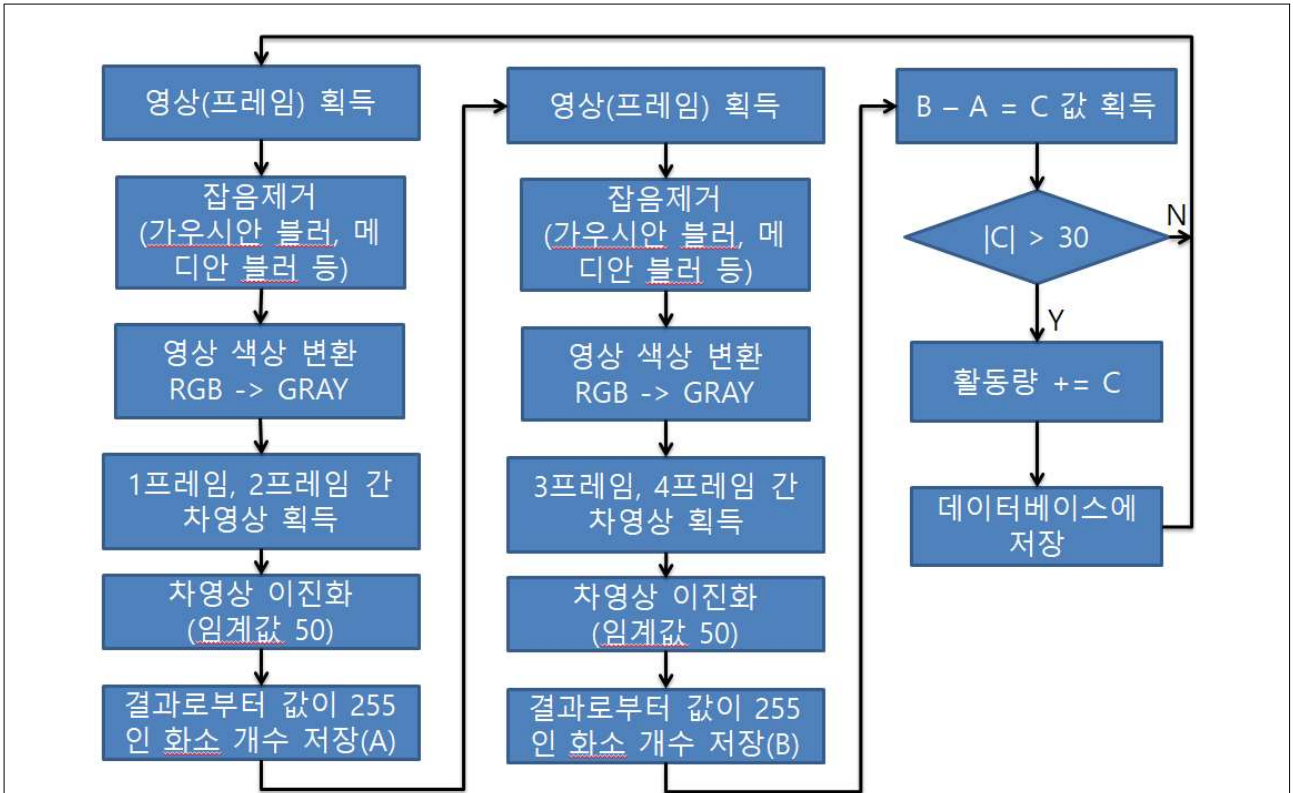 영상(프레임) 획득
잡음제거
(가우시안 블러, 메
디안 블러 등)
영상 색상 변환
RGB -> GRAY
1프레임, 2프레임 간
차영상 획득
차영상 이진화
(임계값 50)
결과로부터 값이 255
인 화소 개수 저장(A)
영상(프레임) 획득
잡음제거
(가우시안 블러, 메
디안 블러 등)
영상 색상 변환
RGB -> GRAY
3프레임, 4프레임 간
차영상 획득
차영상 이진화
(임계값 50)
결과로부터 값이 255
인 화소 개수 저장(B)
B – A = C 값 획득
|C| > 30
N
Y
활동량 += C
데이터베이스에
저장